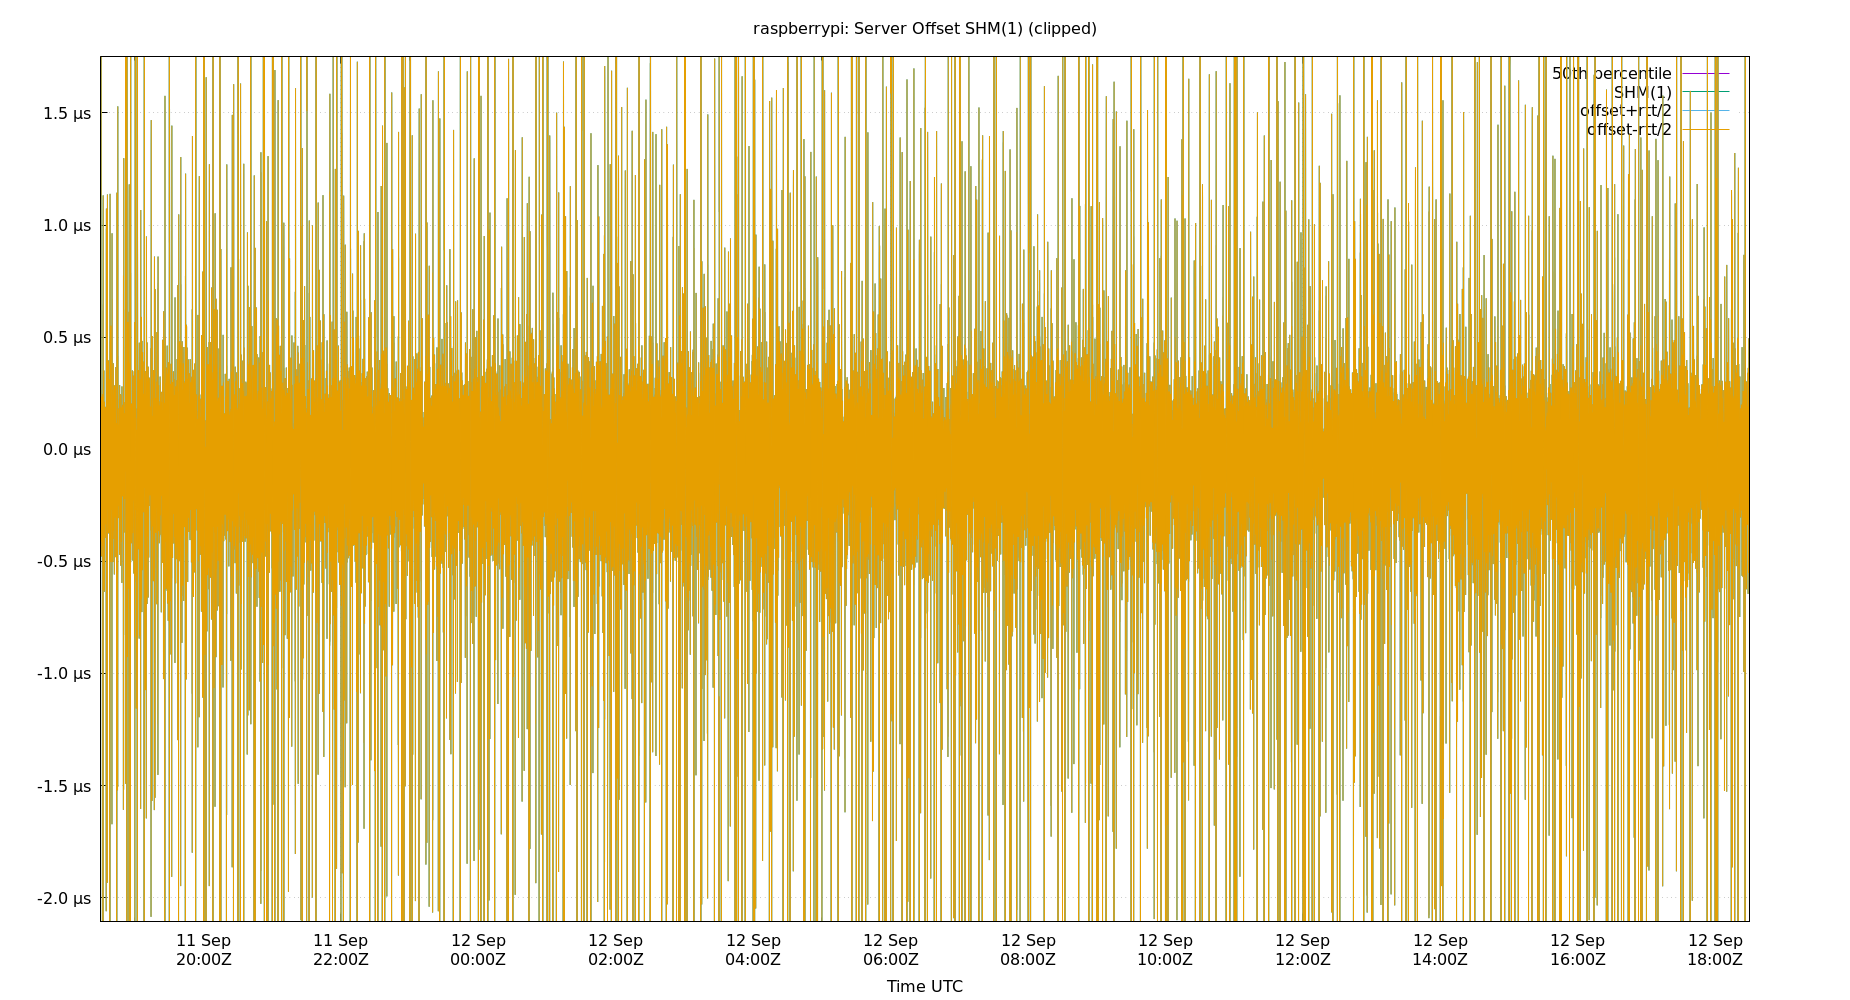 raspberrypi: Server Offset SHM(1) (clipped)
50th percentile
SHM(1)
offset+rtt/2
offset-rtt/2
1.5 µs
1.0 µs
0.5 µs
0.0 µs
-0.5 µs
-1.0 µs
-1.5 µs
-2.0 µs
11 Sep 11 Sep 12 Sep 12 Sep 12 Sep 12 Sep 12 Sep 12 Sep 12 Sep 12 Sep 12 Sep 12 Sep
20:00Z 22:00Z 00:00Z 02:00Z 04:00Z 06:00Z 08:00Z 10:00Z 12:00Z 14:00Z 16:00Z 18:00Z
Time UTC